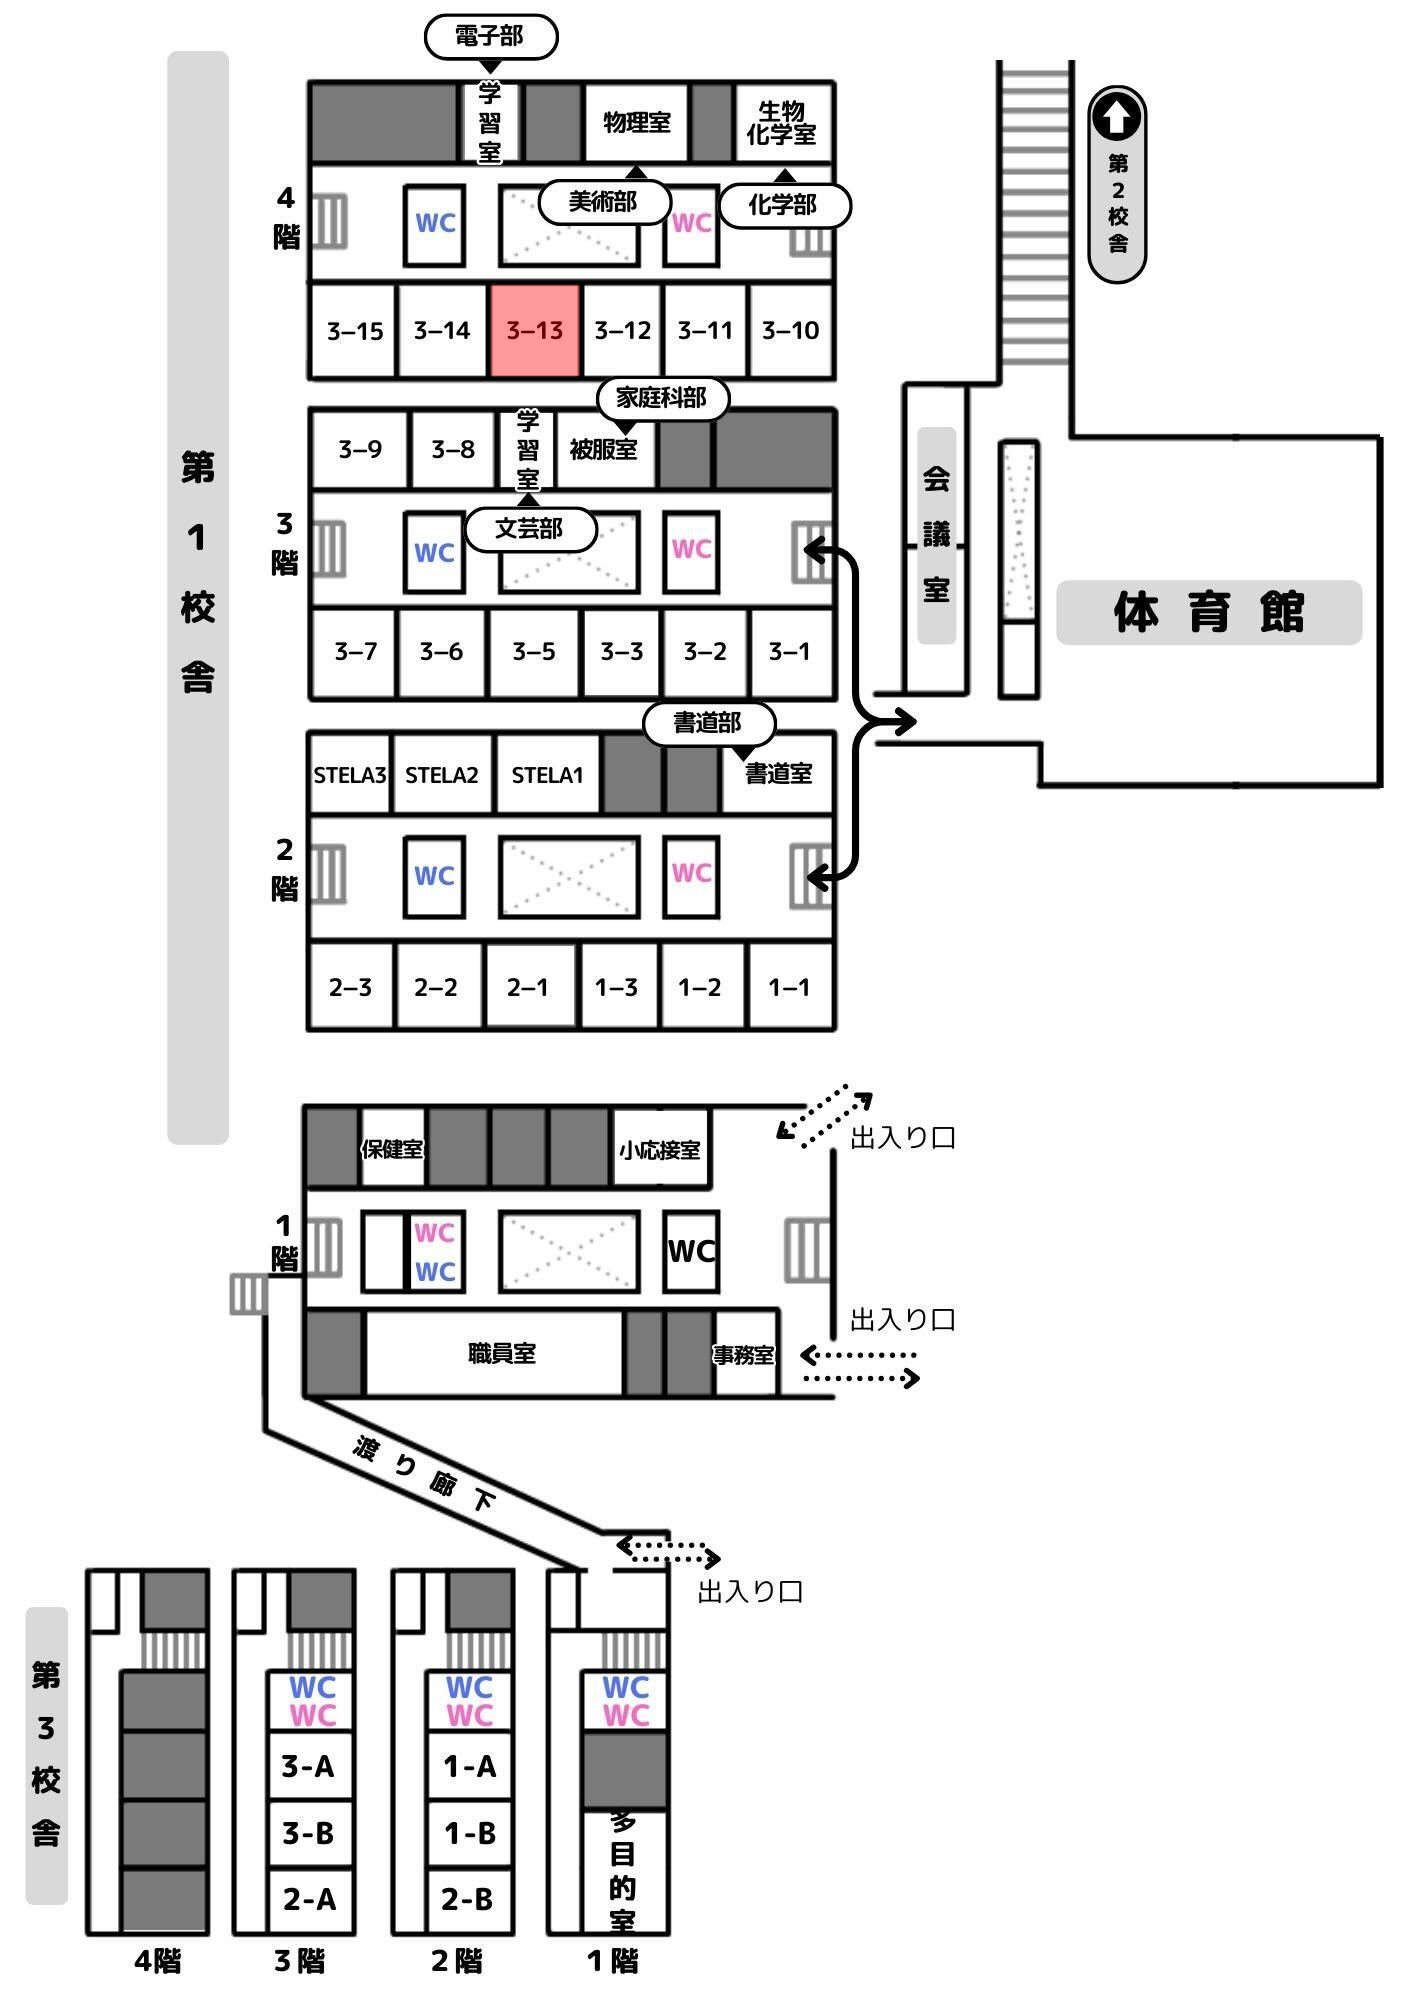 電子部
学習室
物理室
生物
化学室
美術部
化学部
4階
WC
WC
3–15
3–14
3–13
3–12
3–11
3–10
第2校舎
第1校舎
家庭科部
3–9
3–8
学習室
被服室
文芸部
3階
WC
WC
3–7
3–6
3–5
3–3
3–2
3–1
会議室
体育館
書道部
STELA3
STELA2
STELA1
書道室
2階
WC
WC
2–3
2–2
2–1
1–3
1–2
1–1
出入り口
保健室
小応接室
1階
WC
WC
WC
出入り口
職員室
事務室
渡り廊下
出入り口
第3校舎
WC
WC
3-A
3-B
2-A
WC
WC
1-A
1-B
2-B
WC
WC
多目的室
4階
3階
2階
1階